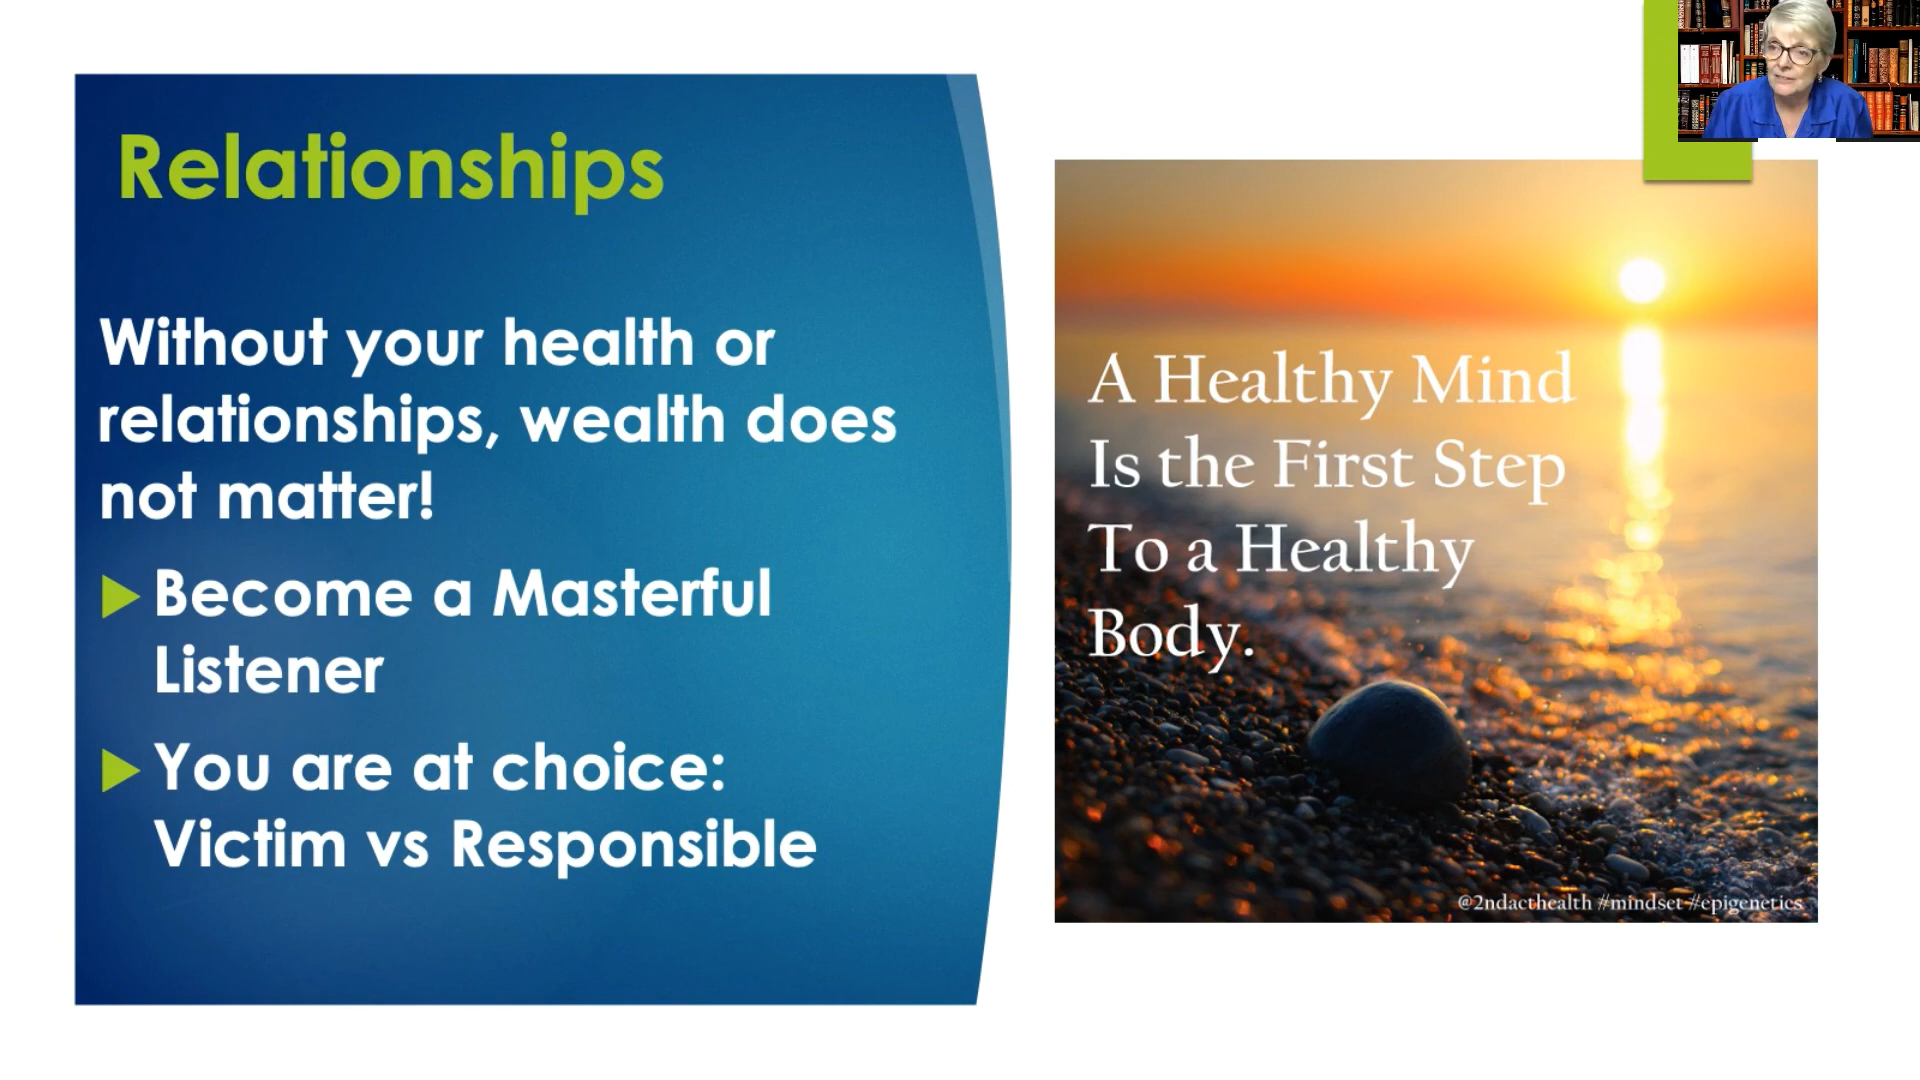 Relationships
Without your health or
relationships, wealth does
not matter!
Become a Masterful
Listener
You are at choice:
Victim vs Responsible
A Healthy Mind
Is the First Step
To a Healthy
Body.
@2ndacthealth #mindset #epigenetics